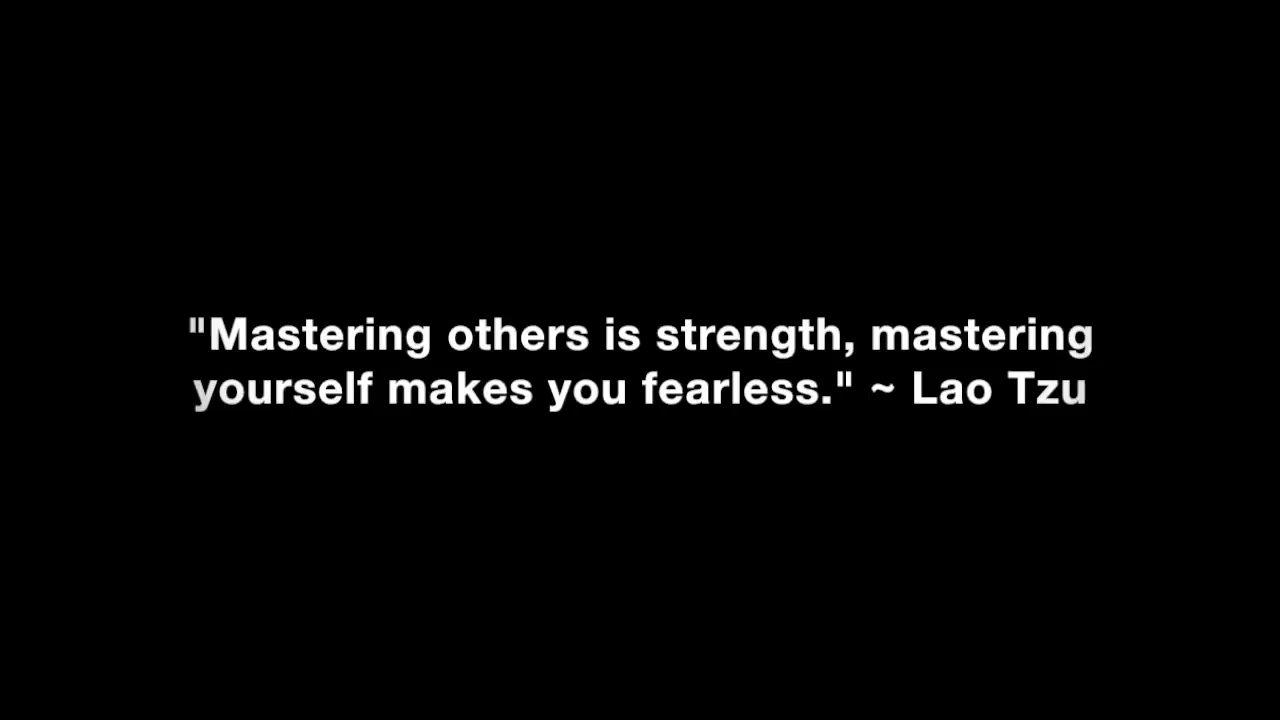 "Mastering others is strength, mastering
yourself makes you fearless." ~ Lao Tzu